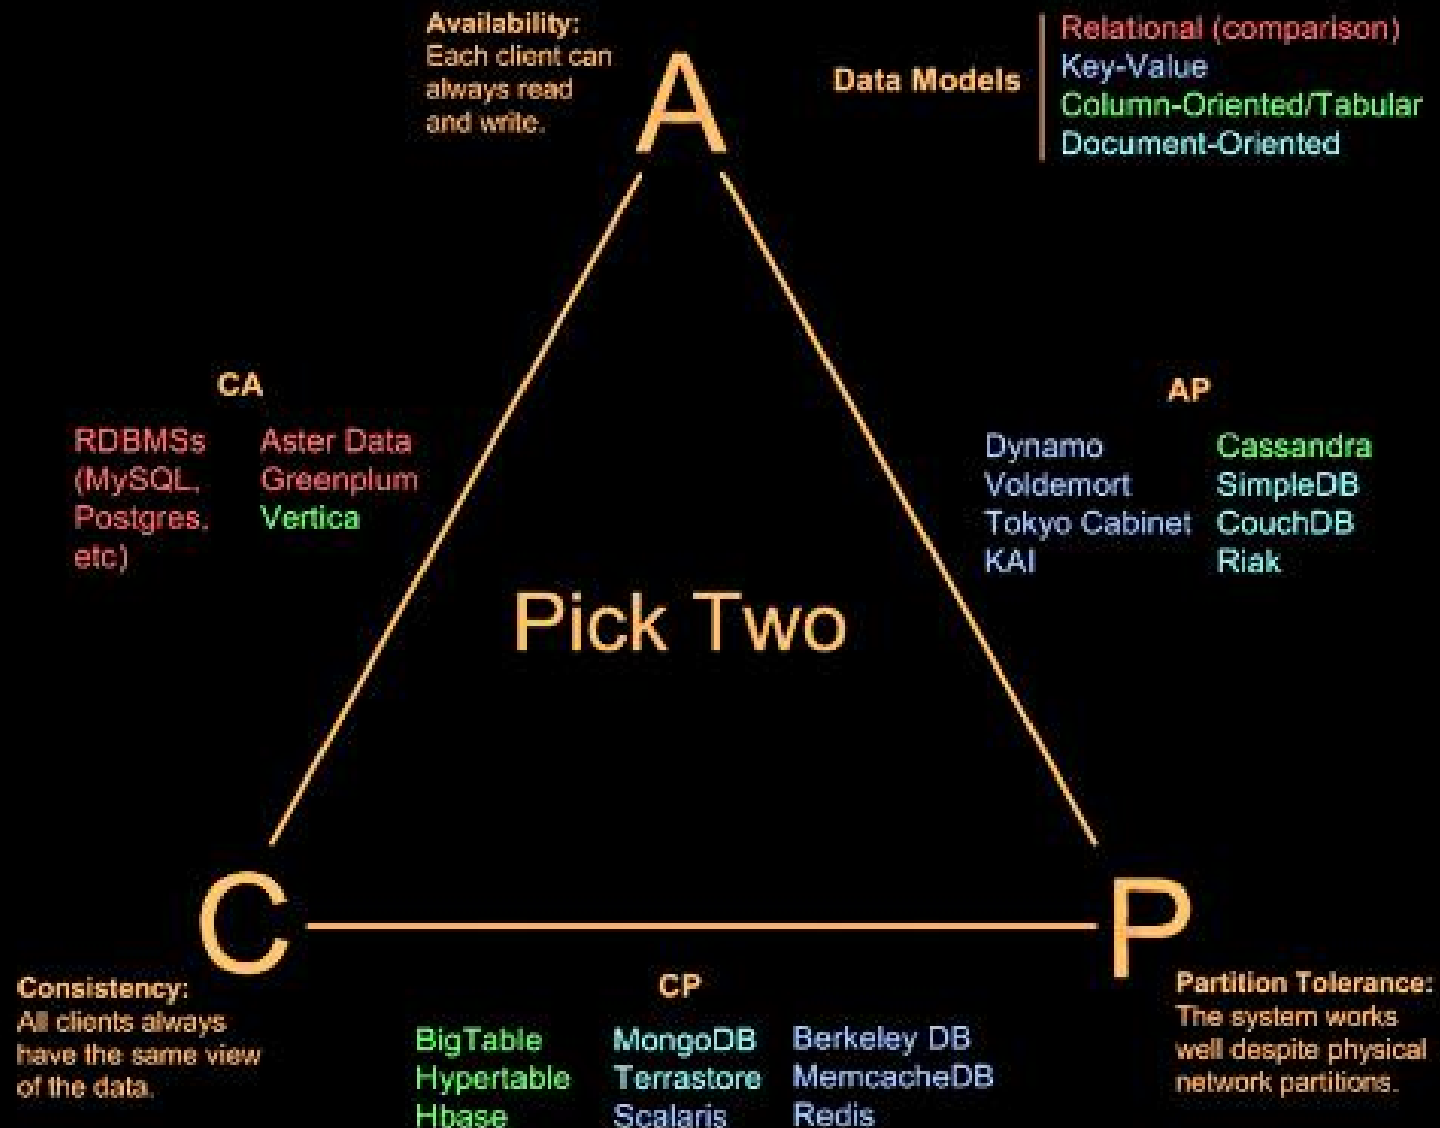 Availability:
Each client can
always read
and write.
A
Data Models
Relational (comparison)
Key-Value
Column-Oriented/Tabular
Document-Oriented
CA
RDBMSs
(MySQL,
Postgres,
etc)
Aster Data
Greenplum
Vertica
AP
Dynamo
Voldemort
Tokyo Cabinet
KAI
Cassandra
SimpleDB
CouchDB
Riak
Pick Two
C
P
Consistency:
All clients always
have the same view
of the data.
CP
BigTable
Hypertable
Hbase
MongoDB
Terrastore
Scalaris
Berkeley DB
MemcacheDB
Redis
Partition Tolerance:
The system works
well despite physical
network partitions.